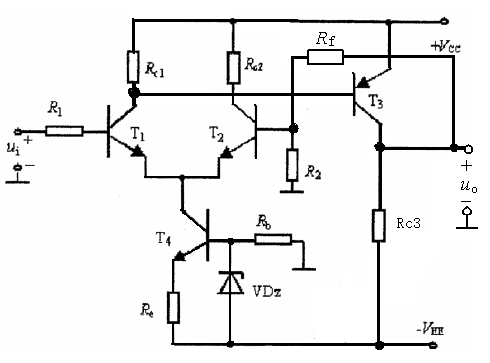 Rf
+VCC
Rc1
Rc2
R1
T1
T2
T3
ui
+
−
R2
+
uo
−
Rc3
T4
Rb
VDz
Re
-VEE